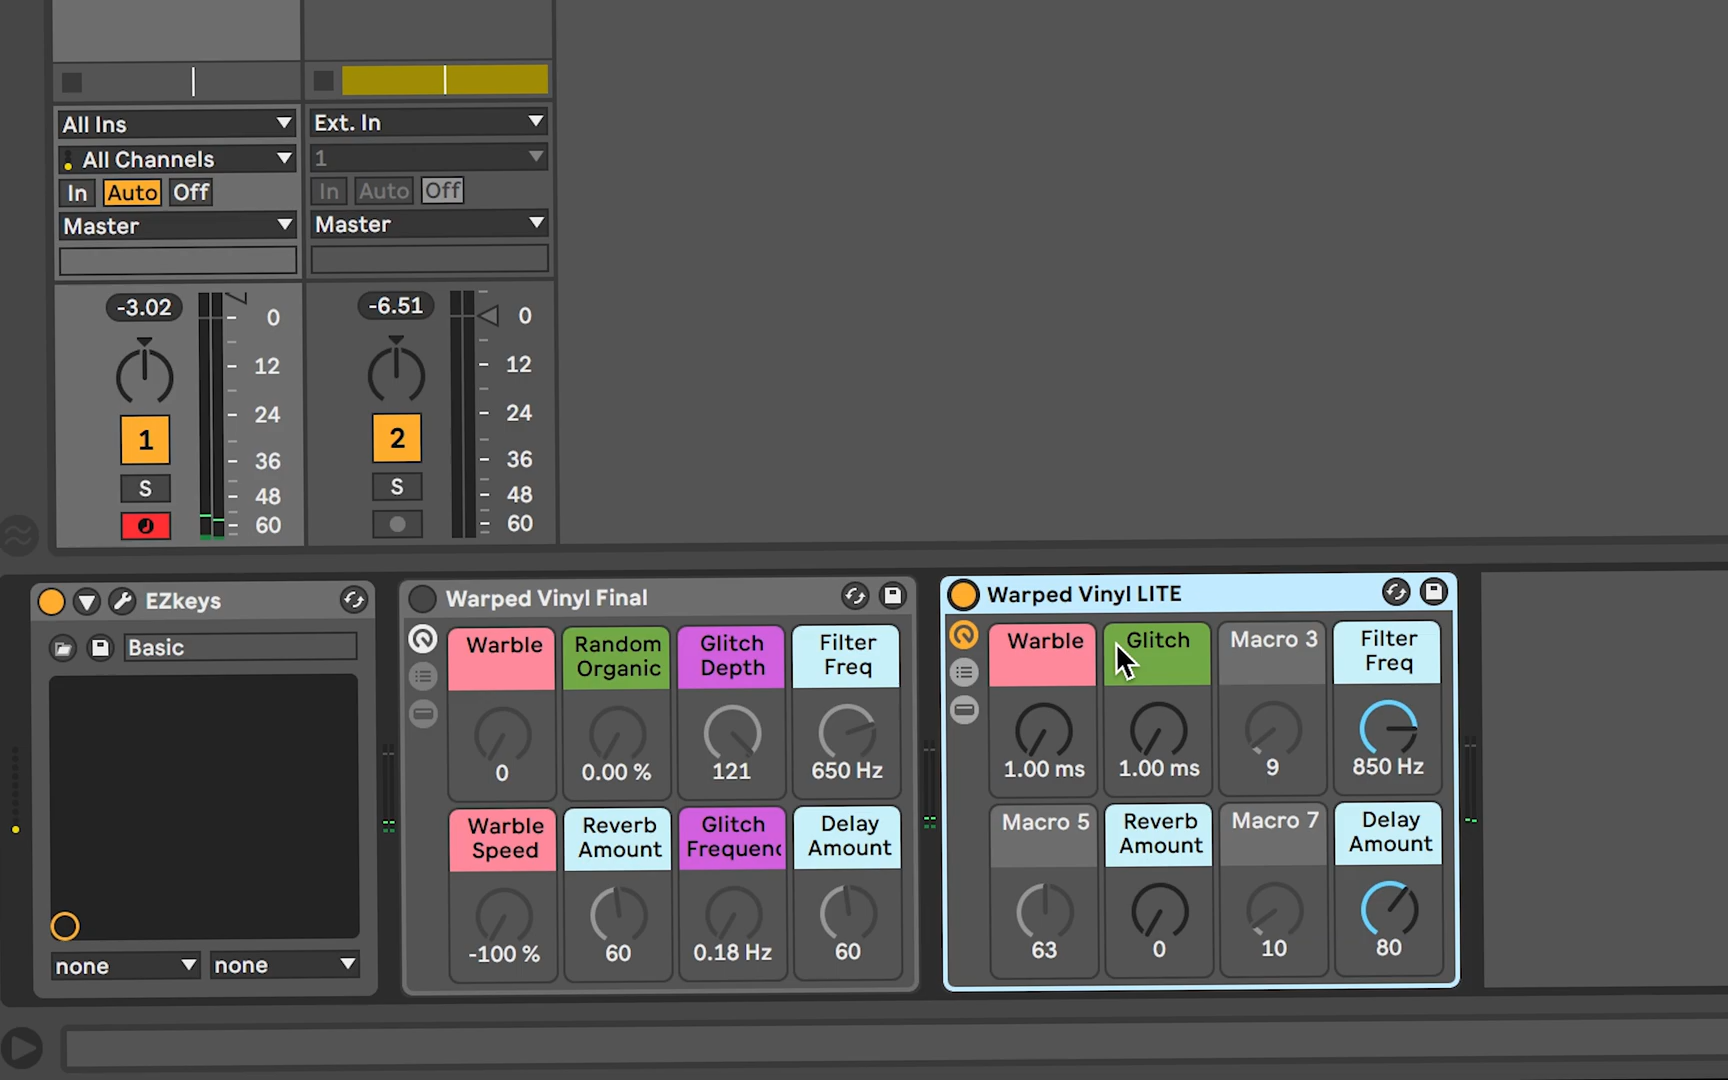 All Ins
Ext. In
All Channels
1
In Auto Off
In Auto Off
Master
Master
-3.02
-6.51
0
12
24
36
48
60
0
12
24
36
48
60
1
2
S
S
EZkeys
Basic
none
none
Warped Vinyl Final
Warble
Random
Organic
Glitch
Depth
Filter
Freq
0
0.00 %
121
650 Hz
Warble
Speed
Reverb
Amount
Glitch
Frequenc
Delay
Amount
-100 %
60
0.18 Hz
60
Warped Vinyl LITE
Warble
Glitch
Macro 3
Filter
Freq
1.00 ms
1.00 ms
9
850 Hz
Macro 5
Reverb
Amount
Macro 7
Delay
Amount
63
0
10
80